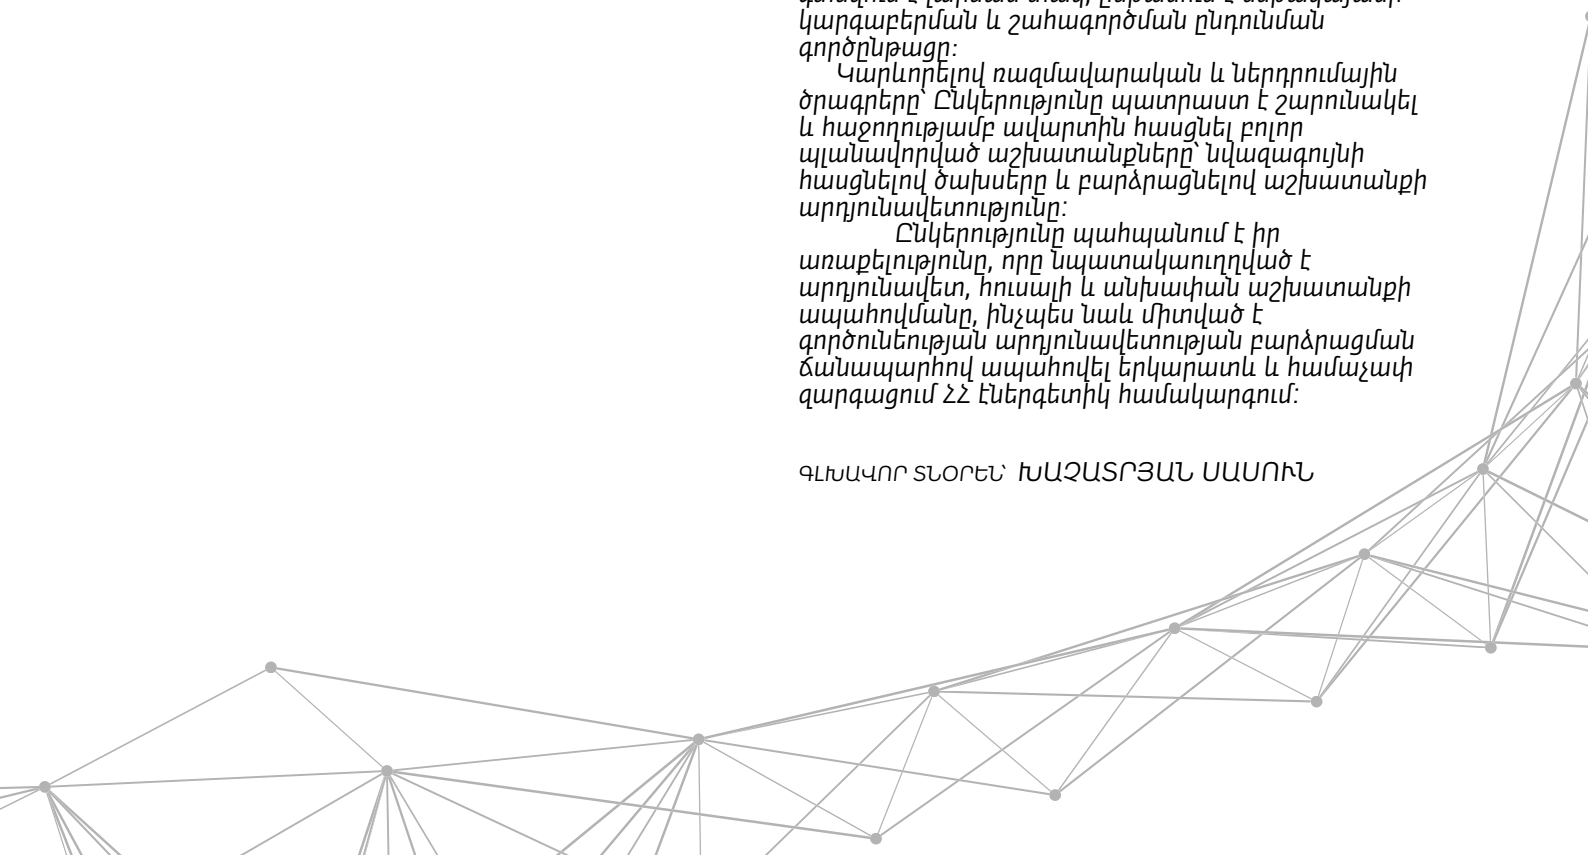 կարգաբերման և շահագործման ընդունման
գործընթացը:
Կարևորելով ռազմավարական և ներդրումային
ծրագրերը՝ Ընկերությունը պատրաստ է շարունակել
և հաջողությամբ ավարտին հասցնել բոլոր
պլանավորված աշխատանքները՝ նվազագույնի
հասցնելով ծախսերը և բարձրացնելով աշխատանքի
արդյունավետությունը:
Ընկերությունը պահպանում է իր
առաքելությունը, որը նպատակաուղղված է
արդյունավետ, հուսալի և անխափան աշխատանքի
ապահովմանը, ինչպես նաև միտված է
գործունեության արդյունավետության բարձրացման
ճանապարհով ապահովել երկարատև և համաչափ
զարգացում ՀՀ էներգետիկ համակարգում:
ԳԼԽԱՎՈՐ ՏՆՕՐԵՆ՝ ԽԱՉԱՏՐՅԱՆ ՍԱՍՈՒՆ